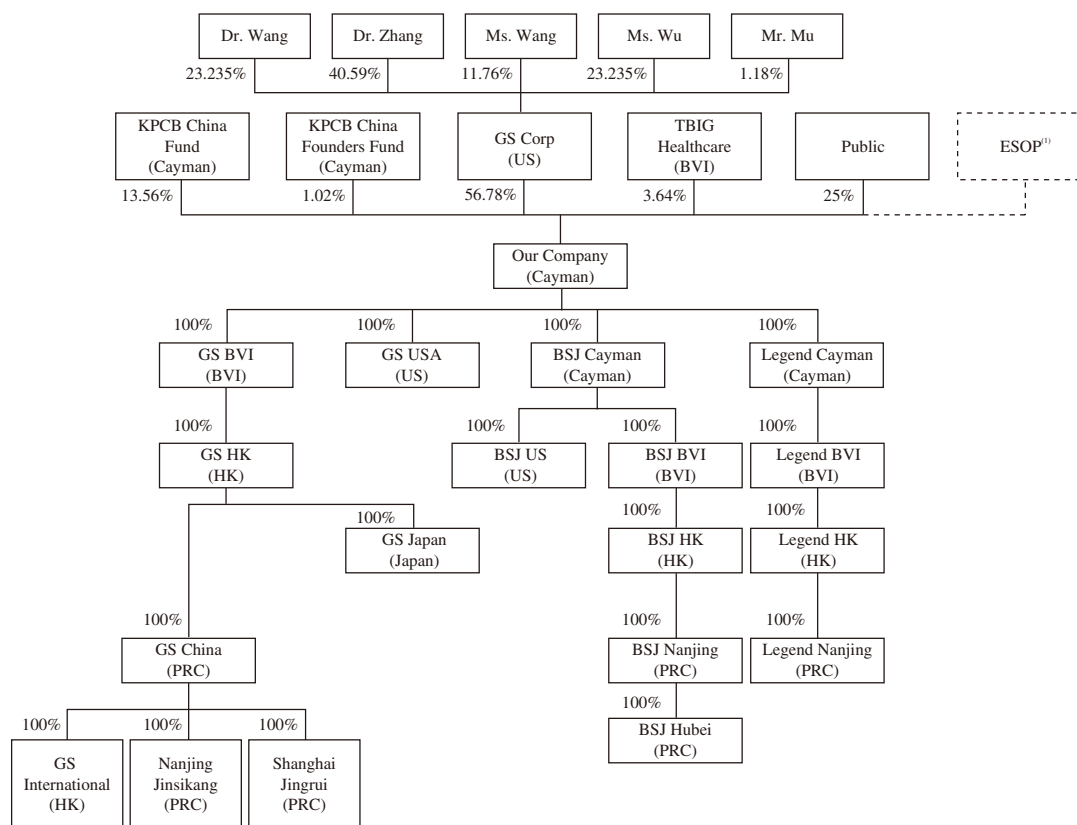 Dr. Wang
Dr. Zhang
Ms. Wang
Ms. Wu
Mr. Mu
23.235%
40.59%
11.76%
23.235%
1.18%
KPCB China
Fund
(Cayman)
KPCB China
Founders Fund
(Cayman)
GS Corp
(US)
TBIG
Healthcare
(BVI)
Public
ESOP(1)
13.56%
1.02%
56.78%
3.64%
25%
Our Company
(Cayman)
100%
100%
100%
100%
GS BVI
(BVI)
GS USA
(US)
BSJ Cayman
(Cayman)
Legend Cayman
(Cayman)
100%
100%
100%
100%
GS HK
(HK)
BSJ US
(US)
BSJ BVI
(BVI)
Legend BVI
(BVI)
100%
100%
100%
GS Japan
(Japan)
BSJ HK
(HK)
Legend HK
(HK)
100%
100%
100%
GS China
(PRC)
BSJ Nanjing
(PRC)
Legend Nanjing
(PRC)
100%
BSJ Hubei
(PRC)
100%
100%
100%
GS
International
(HK)
Nanjing
Jinsikang
(PRC)
Shanghai
Jingrui
(PRC)